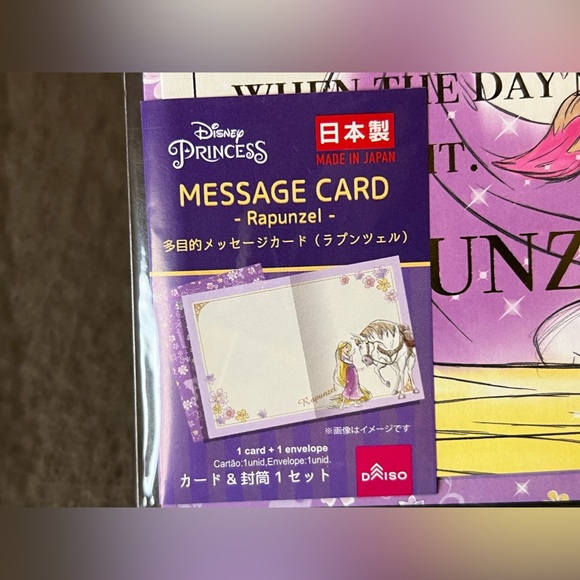 WHEN THE DAY
IT.
UNZ
Disney
PRINCESS
日本製
MADE IN JAPAN
MESSAGE CARD
- Rapunzel -
多目的メッセージカード（ラプンツェル）
Rapunzel
※画像はイメージです
1 card + 1 envelope
Cartão:1unid,Envelope:1unid.
カード & 封筒 1 セット
DAISO